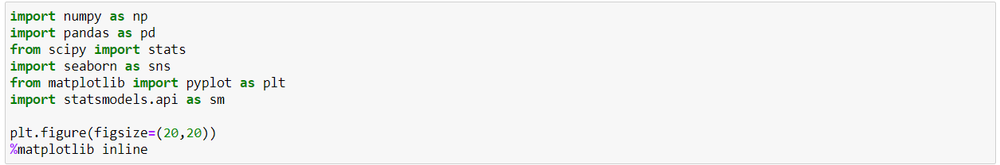 import numpy as np
import pandas as pd
from scipy import stats
import seaborn as sns
from matplotlib import pyplot as plt
import statsmodels.api as sm
plt.figure(figsize=(20,20))
%matplotlib inline